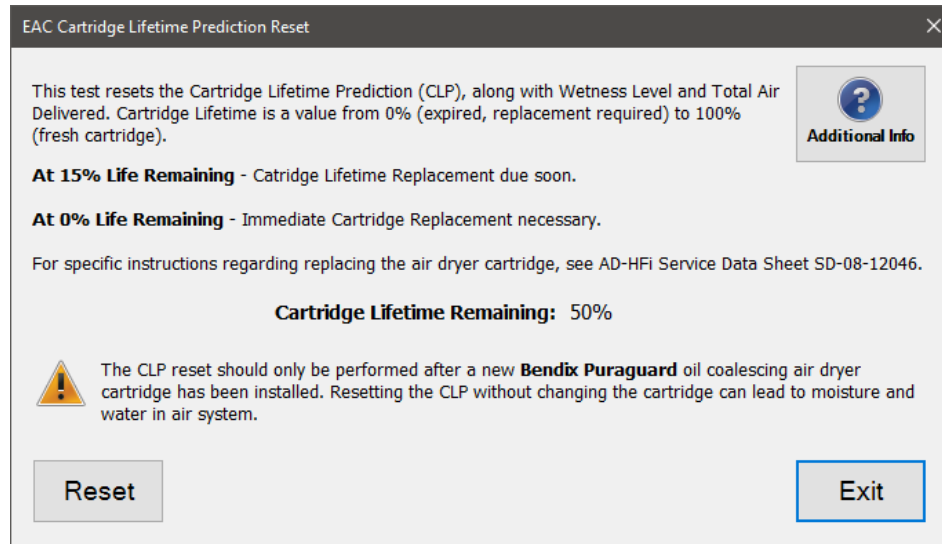 EAC Cartridge Lifetime Prediction Reset
This test resets the Cartridge Lifetime Prediction (CLP), along with Wetness Level and Total Air
Delivered. Cartridge Lifetime is a value from 0% (expired, replacement required) to 100%
(fresh cartridge).
Additional Info
At 15% Life Remaining - Catridge Lifetime Replacement due soon.
At 0% Life Remaining - Immediate Cartridge Replacement necessary.
For specific instructions regarding replacing the air dryer cartridge, see AD-HFi Service Data Sheet SD-08-12046.
Cartridge Lifetime Remaining: 50%
The CLP reset should only be performed after a new Bendix Puraguard oil coalescing air dryer
cartridge has been installed. Resetting the CLP without changing the cartridge can lead to moisture and
water in air system.
Reset
Exit